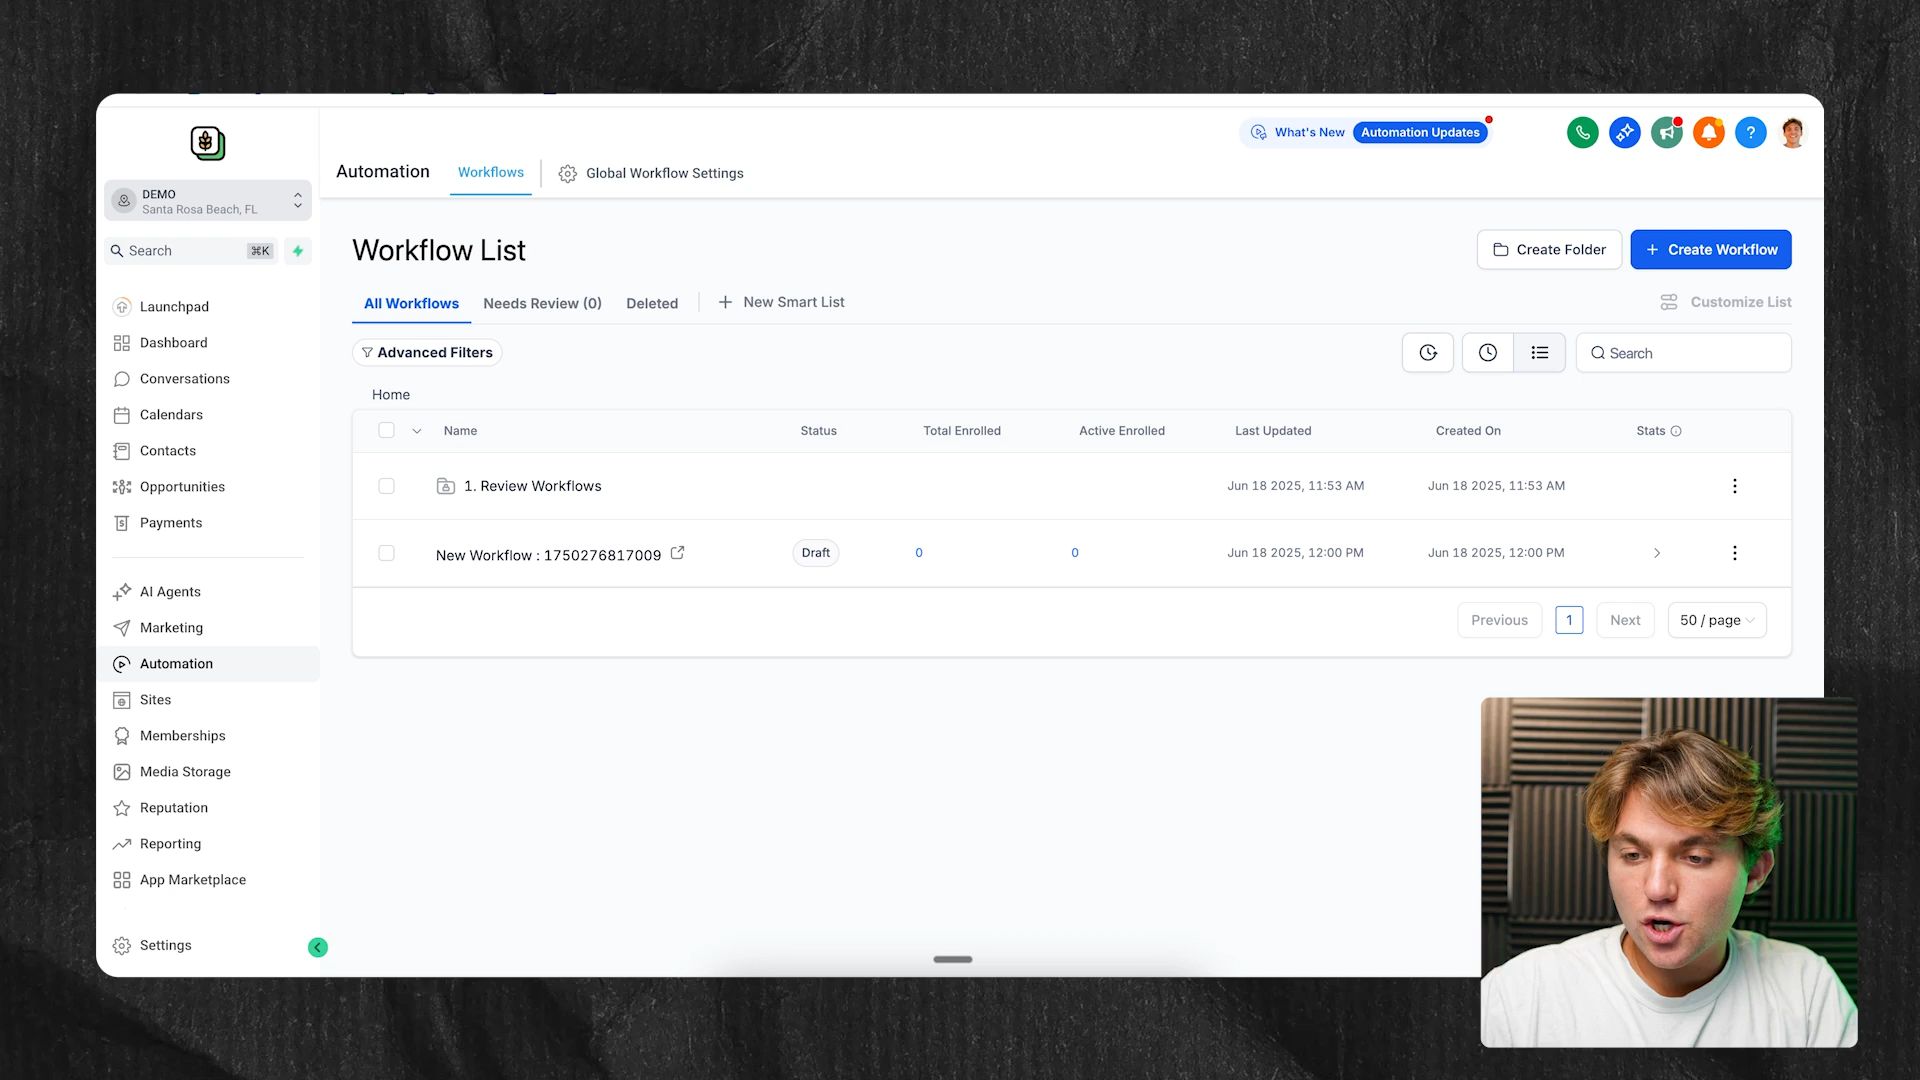 What's New
Automation Updates
Automation
Workflows
Global Workflow Settings
DEMO
Santa Rosa Beach, FL
Search
⌘K
Launchpad
Dashboard
Conversations
Calendars
Contacts
Opportunities
Payments
AI Agents
Marketing
Automation
Sites
Memberships
Media Storage
Reputation
Reporting
App Marketplace
Settings
Workflow List
Create Folder
+ Create Workflow
All Workflows
Needs Review (0)
Deleted
+ New Smart List
Customize List
Advanced Filters
Search
Home
Name Status Total Enrolled Active Enrolled Last Updated Created On Stats
1. Review Workflows Jun 18 2025, 11:53 AM Jun 18 2025, 11:53 AM
New Workflow : 1750276817009 Draft 0 0 Jun 18 2025, 12:00 PM Jun 18 2025, 12:00 PM
Previous 1 Next 50 / page